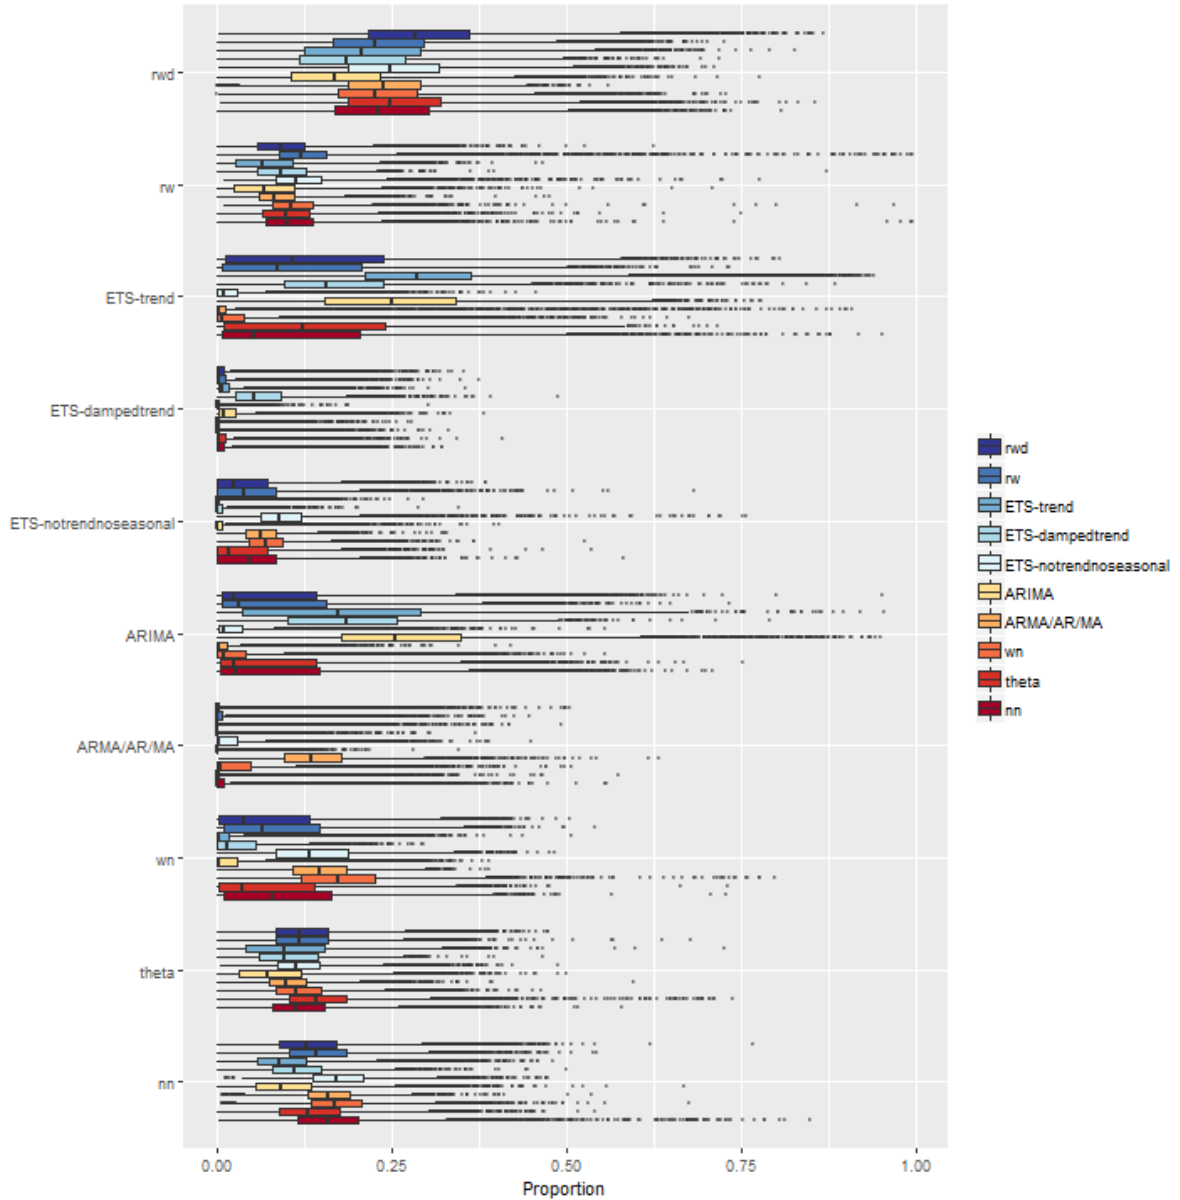 rwd
rw
ETS-trend
ETS-dampedtrend
ETS-notrendnoseasonal
ARIMA
ARMA/AR/MA
wn
theta
nn
0.00 0.25 0.50 0.75 1.00
Proportion
rwd
rw
ETS-trend
ETS-dampedtrend
ETS-notrendnoseasonal
ARIMA
ARMA/AR/MA
wn
theta
nn